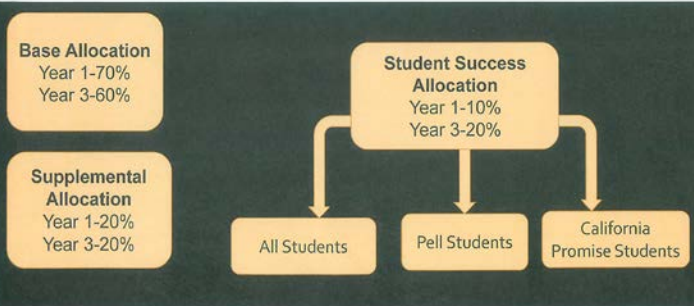 Base Allocation
Year 1-70%
Year 3-60%
Supplemental
Allocation
Year 1-20%
Year 3-20%
Student Success
Allocation
Year 1-10%
Year 3-20%
All Students
Pell Students
California
Promise Students